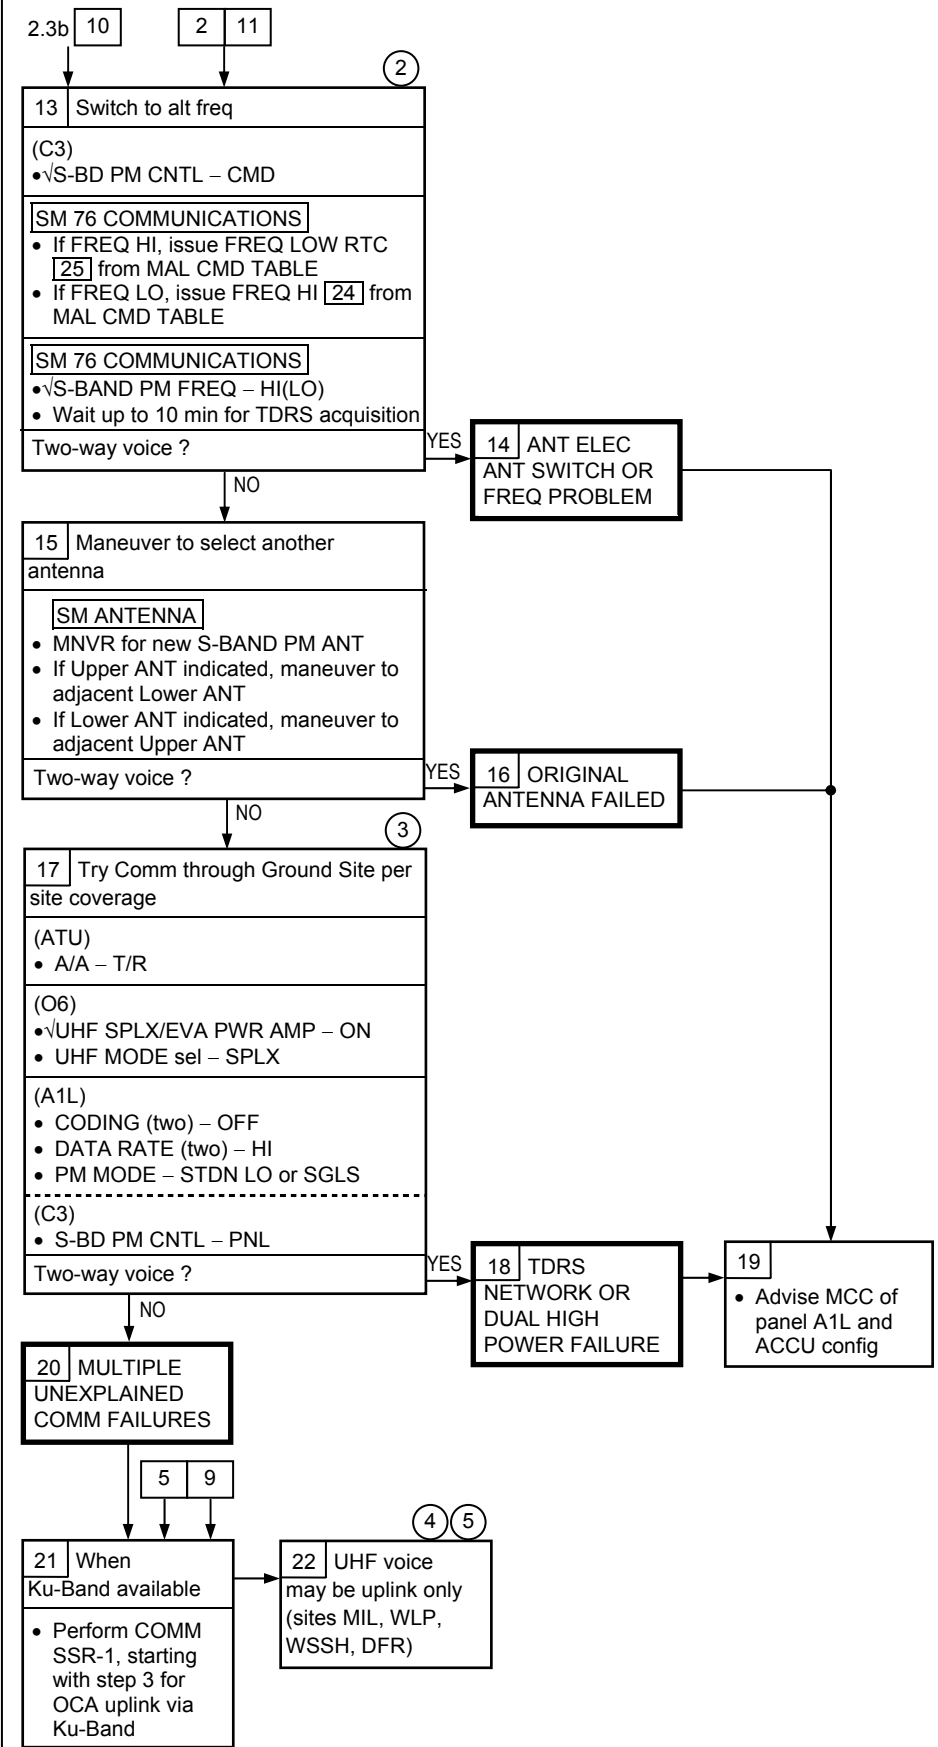 2.3b 10 2 11
2
13 Switch to alt freq
(C3)
•√S-BD PM CNTL – CMD
SM 76 COMMUNICATIONS
• If FREQ HI, issue FREQ LOW RTC
25 from MAL CMD TABLE
• If FREQ LO, issue FREQ HI 24 from
MAL CMD TABLE
SM 76 COMMUNICATIONS
•√S-BAND PM FREQ – HI(LO)
• Wait up to 10 min for TDRS acquisition
Two-way voice ?
YES
14 ANT ELEC
ANT SWITCH OR
FREQ PROBLEM
NO
15 Maneuver to select another
antenna
SM ANTENNA
• MNVR for new S-BAND PM ANT
• If Upper ANT indicated, maneuver to
adjacent Lower ANT
• If Lower ANT indicated, maneuver to
adjacent Upper ANT
Two-way voice ?
YES
16 ORIGINAL
ANTENNA FAILED
NO
3
17 Try Comm through Ground Site per
site coverage
(ATU)
• A/A – T/R
(O6)
•√UHF SPLX/EVA PWR AMP – ON
• UHF MODE sel – SPLX
(A1L)
• CODING (two) – OFF
• DATA RATE (two) – HI
• PM MODE – STDN LO or SGLS
(C3)
• S-BD PM CNTL – PNL
Two-way voice ?
YES
18 TDRS
NETWORK OR
DUAL HIGH
POWER FAILURE
19
• Advise MCC of
panel A1L and
ACCU config
NO
20 MULTIPLE
UNEXPLAINED
COMM FAILURES
5 9
21 When
Ku-Band available
• Perform COMM
SSR-1, starting
with step 3 for
OCA uplink via
Ku-Band
4 5
22 UHF voice
may be uplink only
(sites MIL, WLP,
WSSH, DFR)